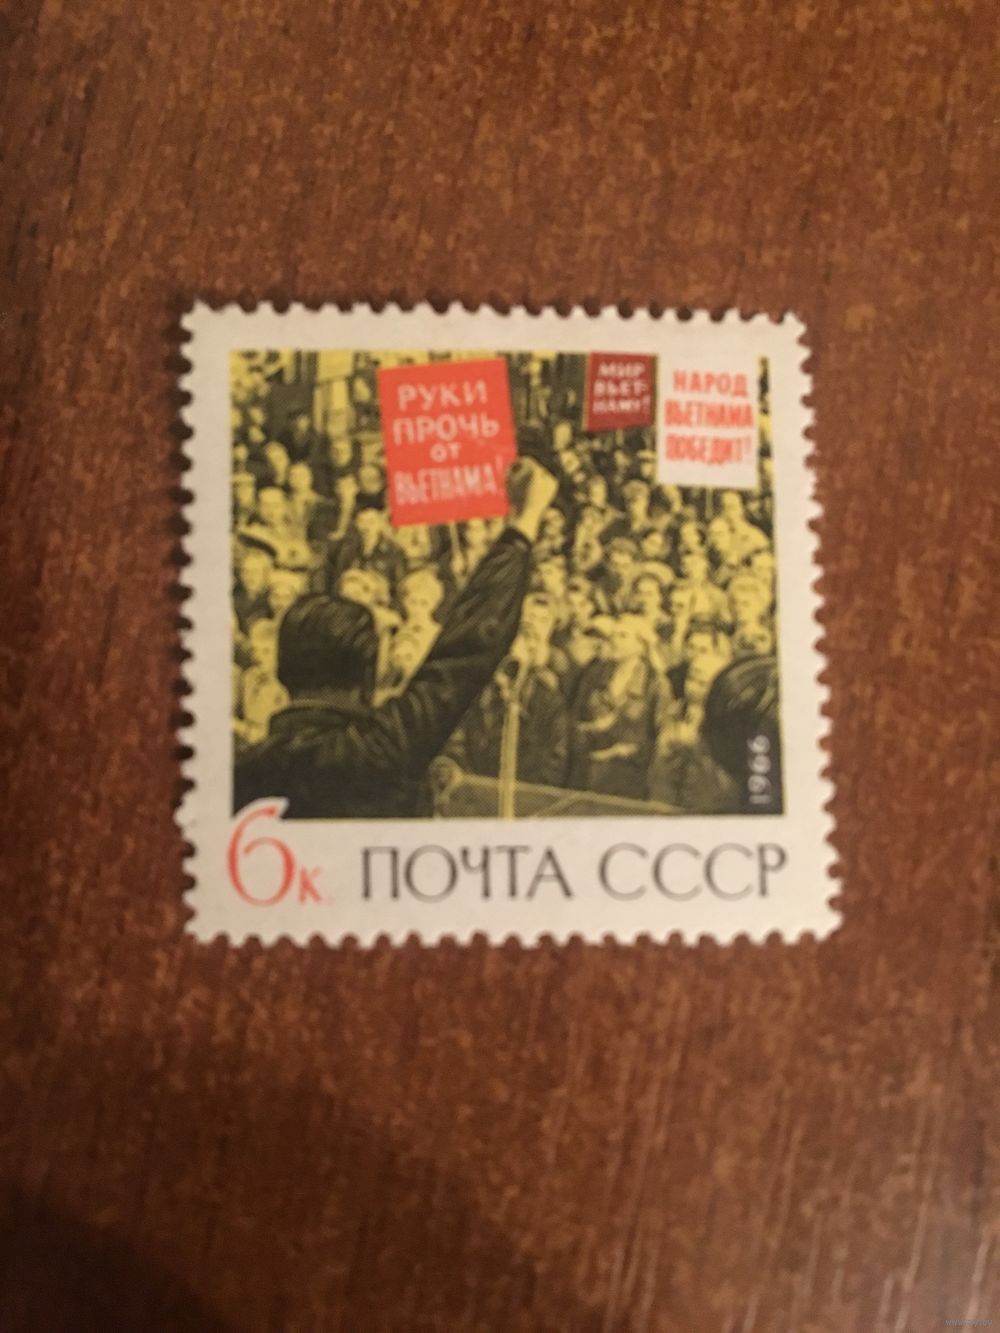 РУКИ
ПРОЧЬ
ОТ
ВЬЕТНАМА!
МИР
ВЬЕТ-
НАМУ!
НАРОД
ВЬЕТНАМА
ПОБЕДИТ!
1966
6к. ПОЧТА СССР